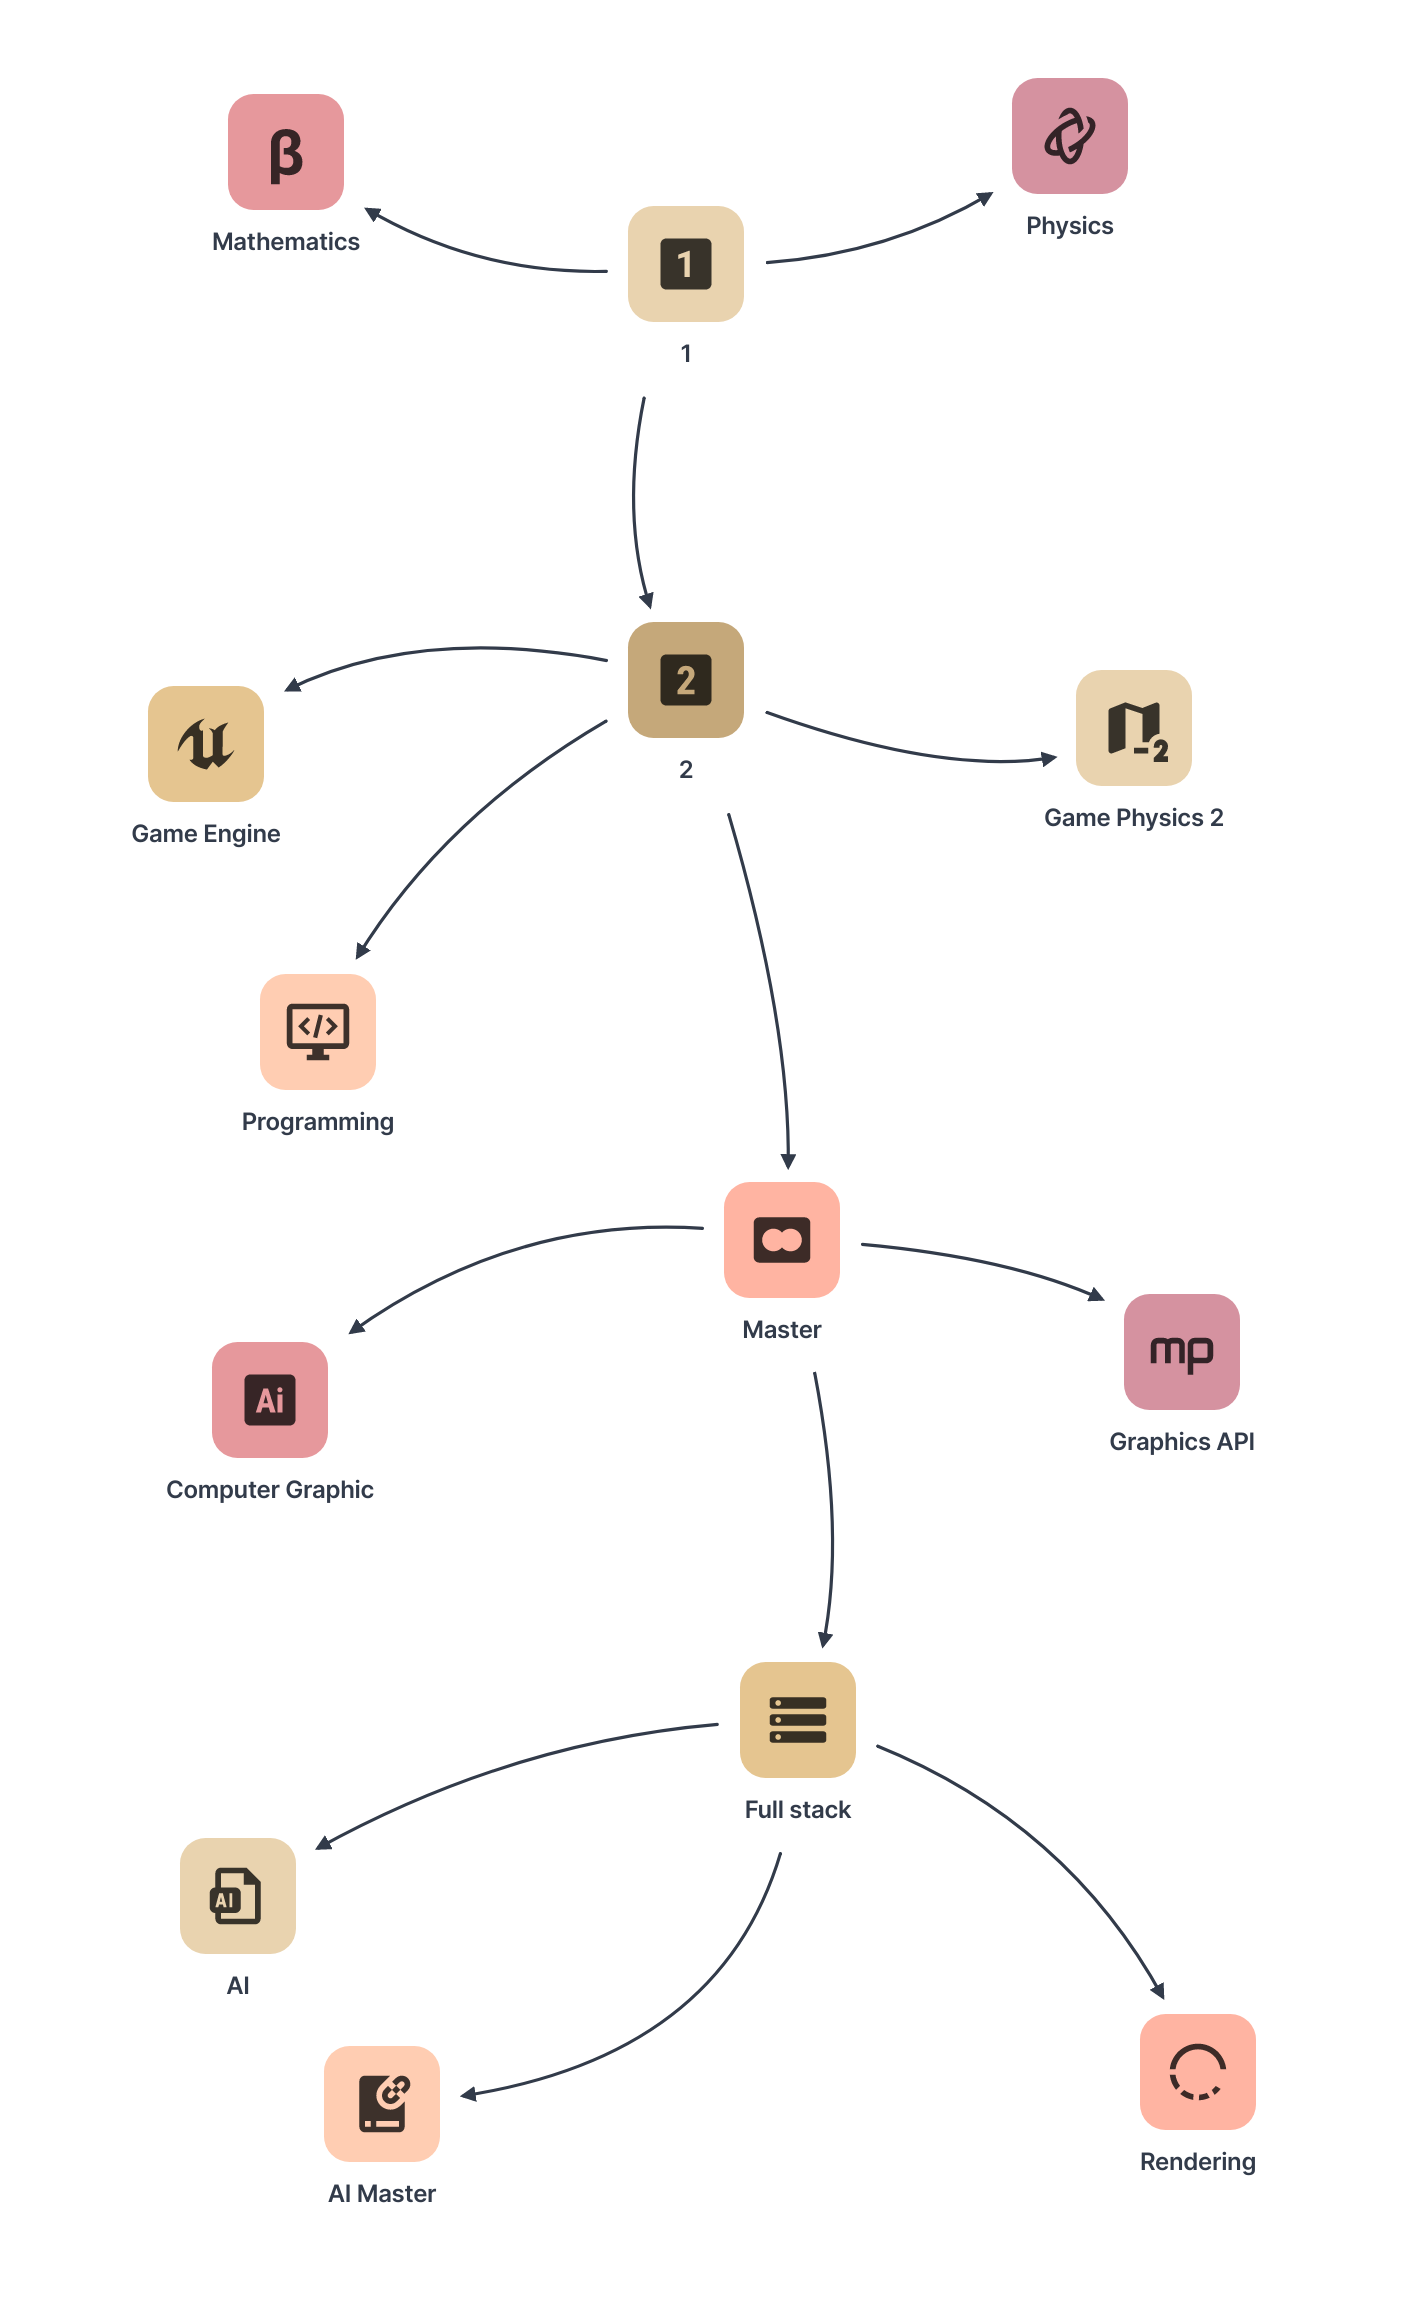 β
Mathematics
Physics
1
1
2
2
Game Engine
-2
Game Physics 2
</>
Programming
Master
Ai
Computer Graphic
mp
Graphics API
Full stack
AI
AI
AI Master
Rendering